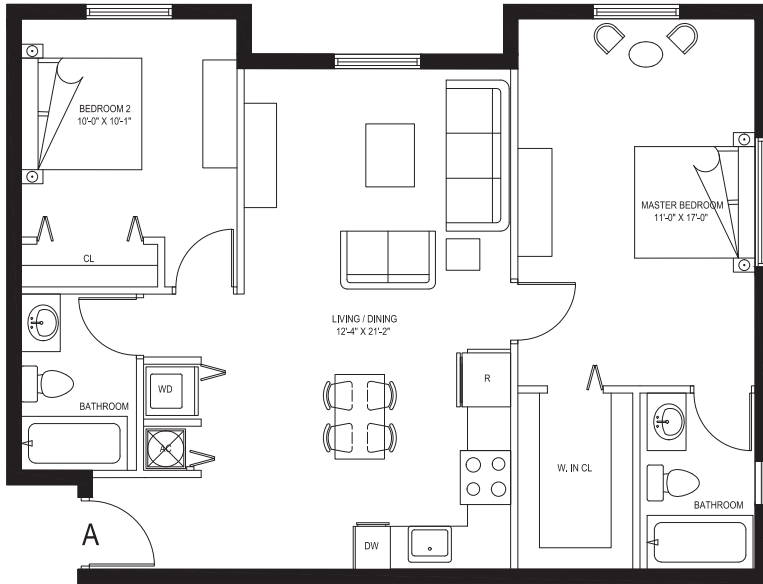 BEDROOM 2
10'-0" X 10'-1"
MASTER BEDROOM
11'-0" X 17'-0"
CL
LIVING / DINING
12'-4" X 21'-2"
WD
R
BATHROOM
AC
W. IN CL
BATHROOM
A
DW